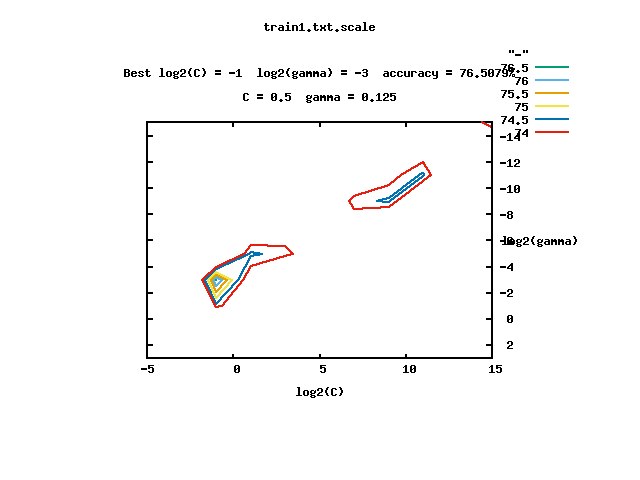 train1.txt.scale
"-"
Best log2(C) = -1 log2(gamma) = -3 accuracy = 76.5079%
C = 0.5 gamma = 0.125
76.5
76
75.5
75
74.5
74
-14
-12
-10
-8
-6
log2(gamma)
-4
-2
0
2
-5 0 5 10 15
log2(C)